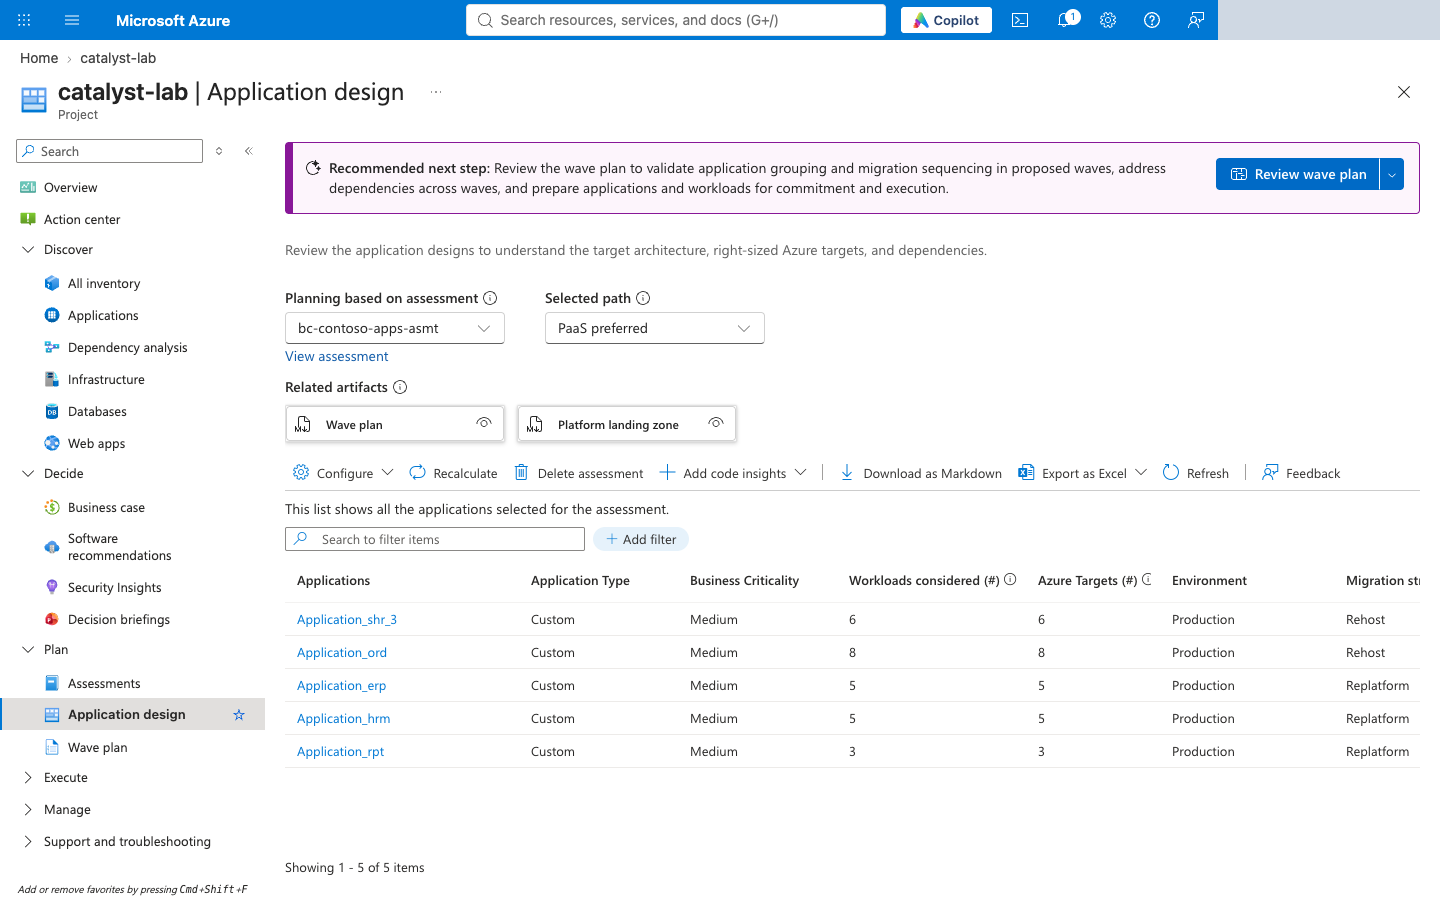 Microsoft Azure
Search resources, services, and docs (G+/)
Copilot
1
Home
catalyst-lab
catalyst-lab | Application design
...
Project
Search
Overview
Action center
Discover
All inventory
Applications
Dependency analysis
Infrastructure
Databases
Web apps
Decide
Business case
Software
recommendations
Security Insights
Decision briefings
Plan
Assessments
Application design
Wave plan
Execute
Manage
Support and troubleshooting
Add or remove favorites by pressing Cmd+Shift+F
Recommended next step: Review the wave plan to validate application grouping and migration sequencing in proposed waves, address
dependencies across waves, and prepare applications and workloads for commitment and execution.
Review wave plan
Review the application designs to understand the target architecture, right-sized Azure targets, and dependencies.
Planning based on assessment
Selected path
bc-contoso-apps-asmt
PaaS preferred
View assessment
Related artifacts
Wave plan
Platform landing zone
Configure
Recalculate
Delete assessment
Add code insights
Download as Markdown
Export as Excel
Refresh
Feedback
This list shows all the applications selected for the assessment.
Search to filter items
Add filter
Applications Application Type Business Criticality Workloads considered (#) Azure Targets (#) Environment Migration str
Application_shr_3 Custom Medium 6 6 Production Rehost
Application_ord Custom Medium 8 8 Production Rehost
Application_erp Custom Medium 5 5 Production Replatform
Application_hrm Custom Medium 5 5 Production Replatform
Application_rpt Custom Medium 3 3 Production Replatform
Showing 1 - 5 of 5 items